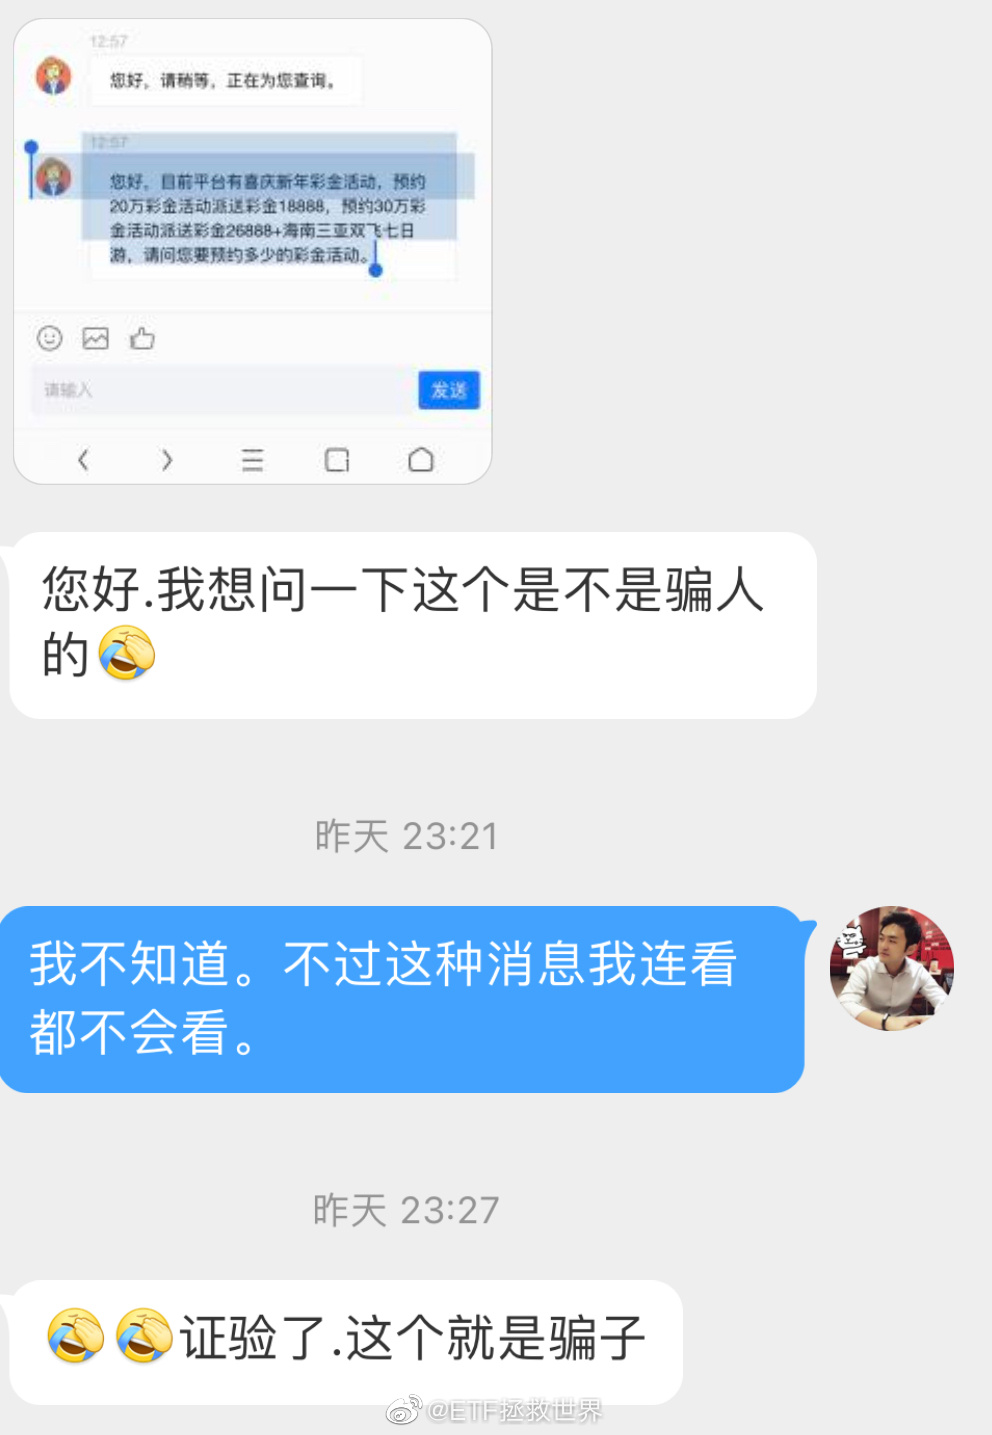 12:57
您好，请稍等，正在为您查询。
12:57
您好，目前平台有喜庆新年彩金活动，预约
20万彩金活动派送彩金18888，预约30万彩
金活动派送彩金26888+海南三亚双飞七日
游，请问您要预约多少的彩金活动。
请输入
发送
您好.我想问一下这个是不是骗人
的🤣
昨天 23:21
我不知道。不过这种消息我连看
都不会看。
昨天 23:27
🤣🤣证验了.这个就是骗子
@ETF拯救世界